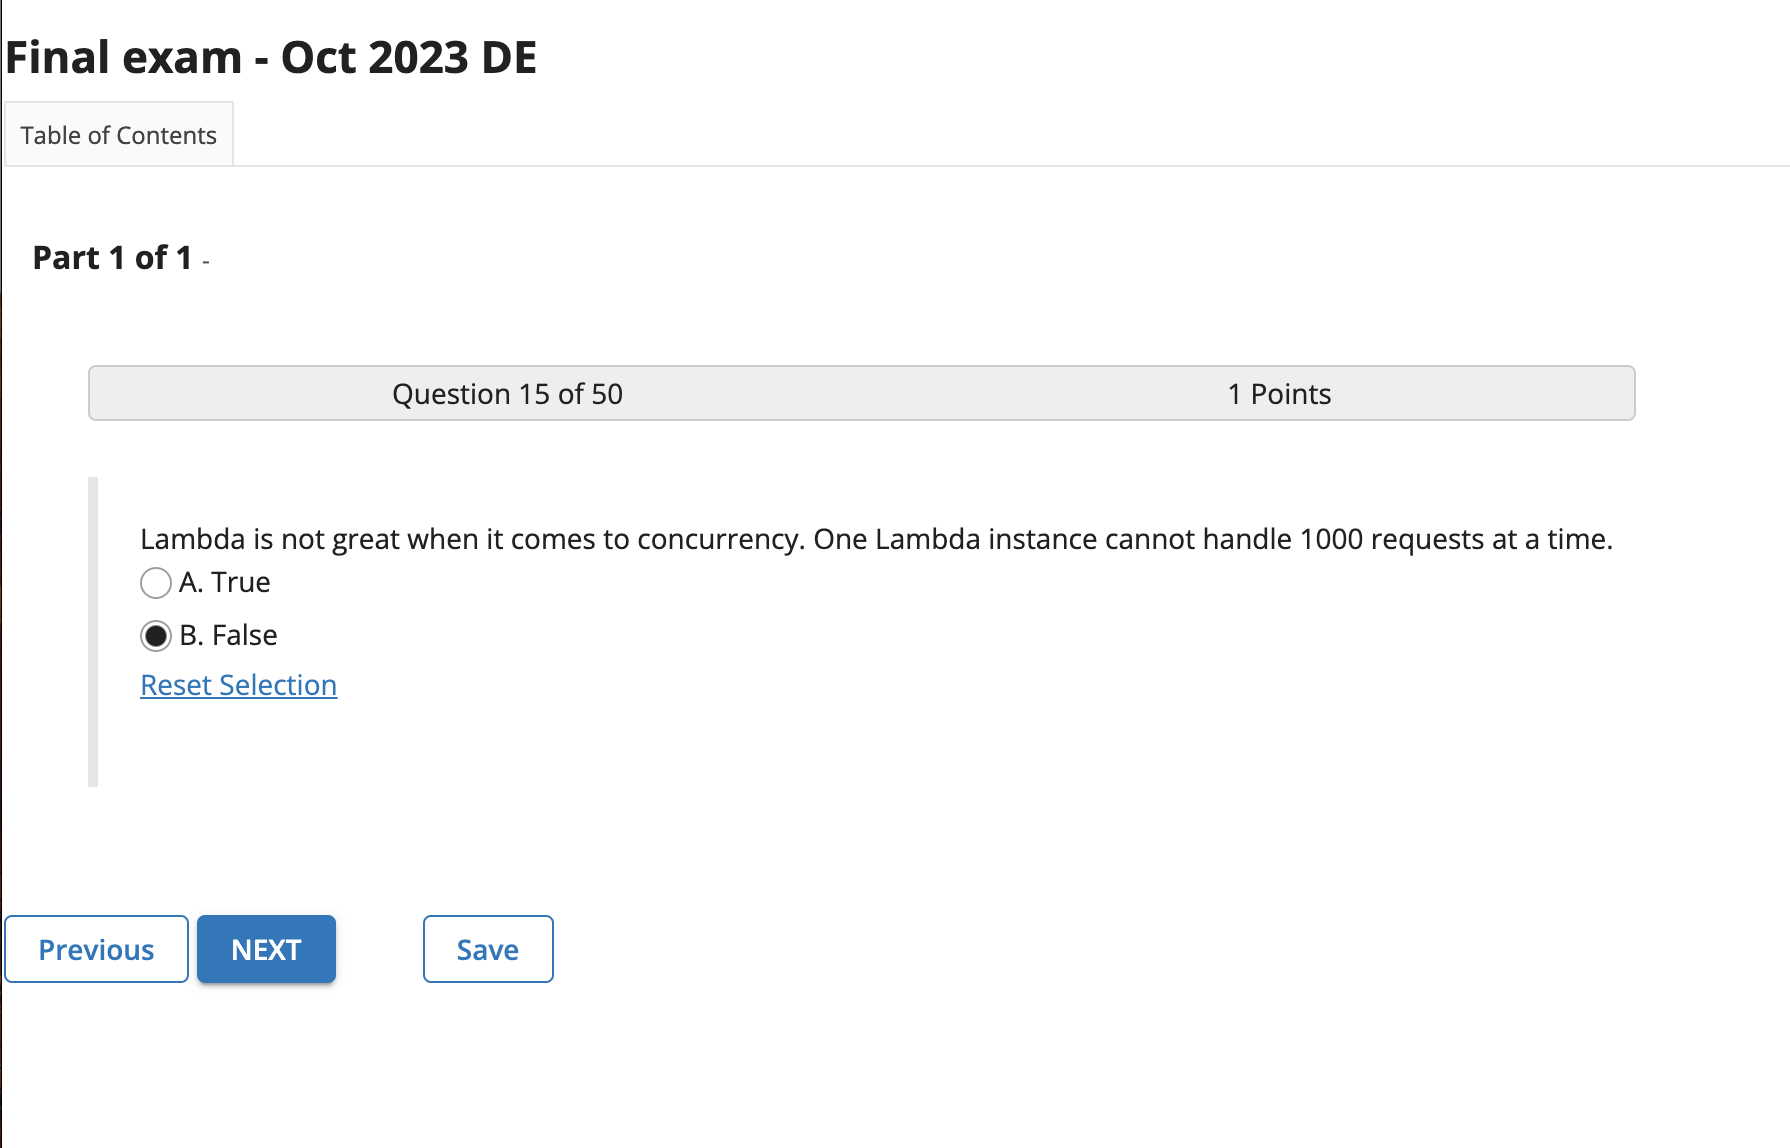 Final exam - Oct 2023 DE
Table of Contents
Part 1 of 1 -
Question 15 of 50 1 Points
Lambda is not great when it comes to concurrency. One Lambda instance cannot handle 1000 requests at a time.
A. True
B. False
Reset Selection
Previous NEXT Save